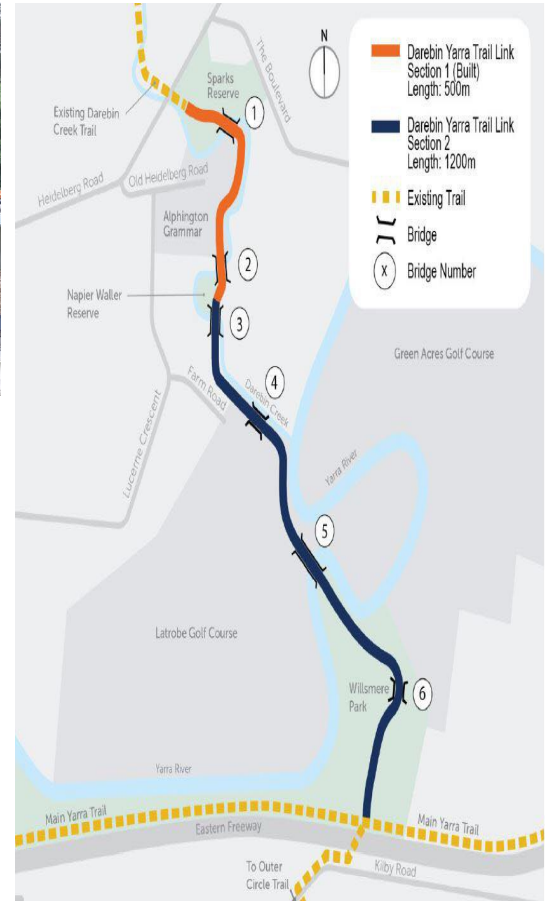 N
Darebin Yarra Trail Link
Section 1 (Built)
Length: 500m
Darebin Yarra Trail Link
Section 2
Length: 1200m
Existing Trail
Bridge
X
Bridge Number
Sparks
Reserve
The Boulevard
1
Existing Darebin
Creek Trail
Heidelberg Road
Old Heidelberg Road
Alphington
Grammar
2
Napier Waller
Reserve
3
4
Green Acres Golf Course
Farm Road
Darebin Creek
Lucerne Crescent
Yarra River
5
Latrobe Golf Course
Willsmere
Park
6
Yarra River
Main Yarra Trail
Main Yarra Trail
Eastern Freeway
To Outer
Circle Trail
Kilby Road